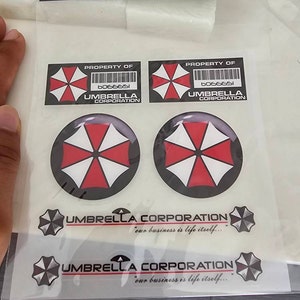 PROPERTY OF
UMBRELLA
CORPORATION
PROPERTY OF
UMBRELLA
CORPORATION
UMBRELLA CORPORATION
"our business is life itself..."
UMBRELLA CORPORATION
"our business is life itself..."